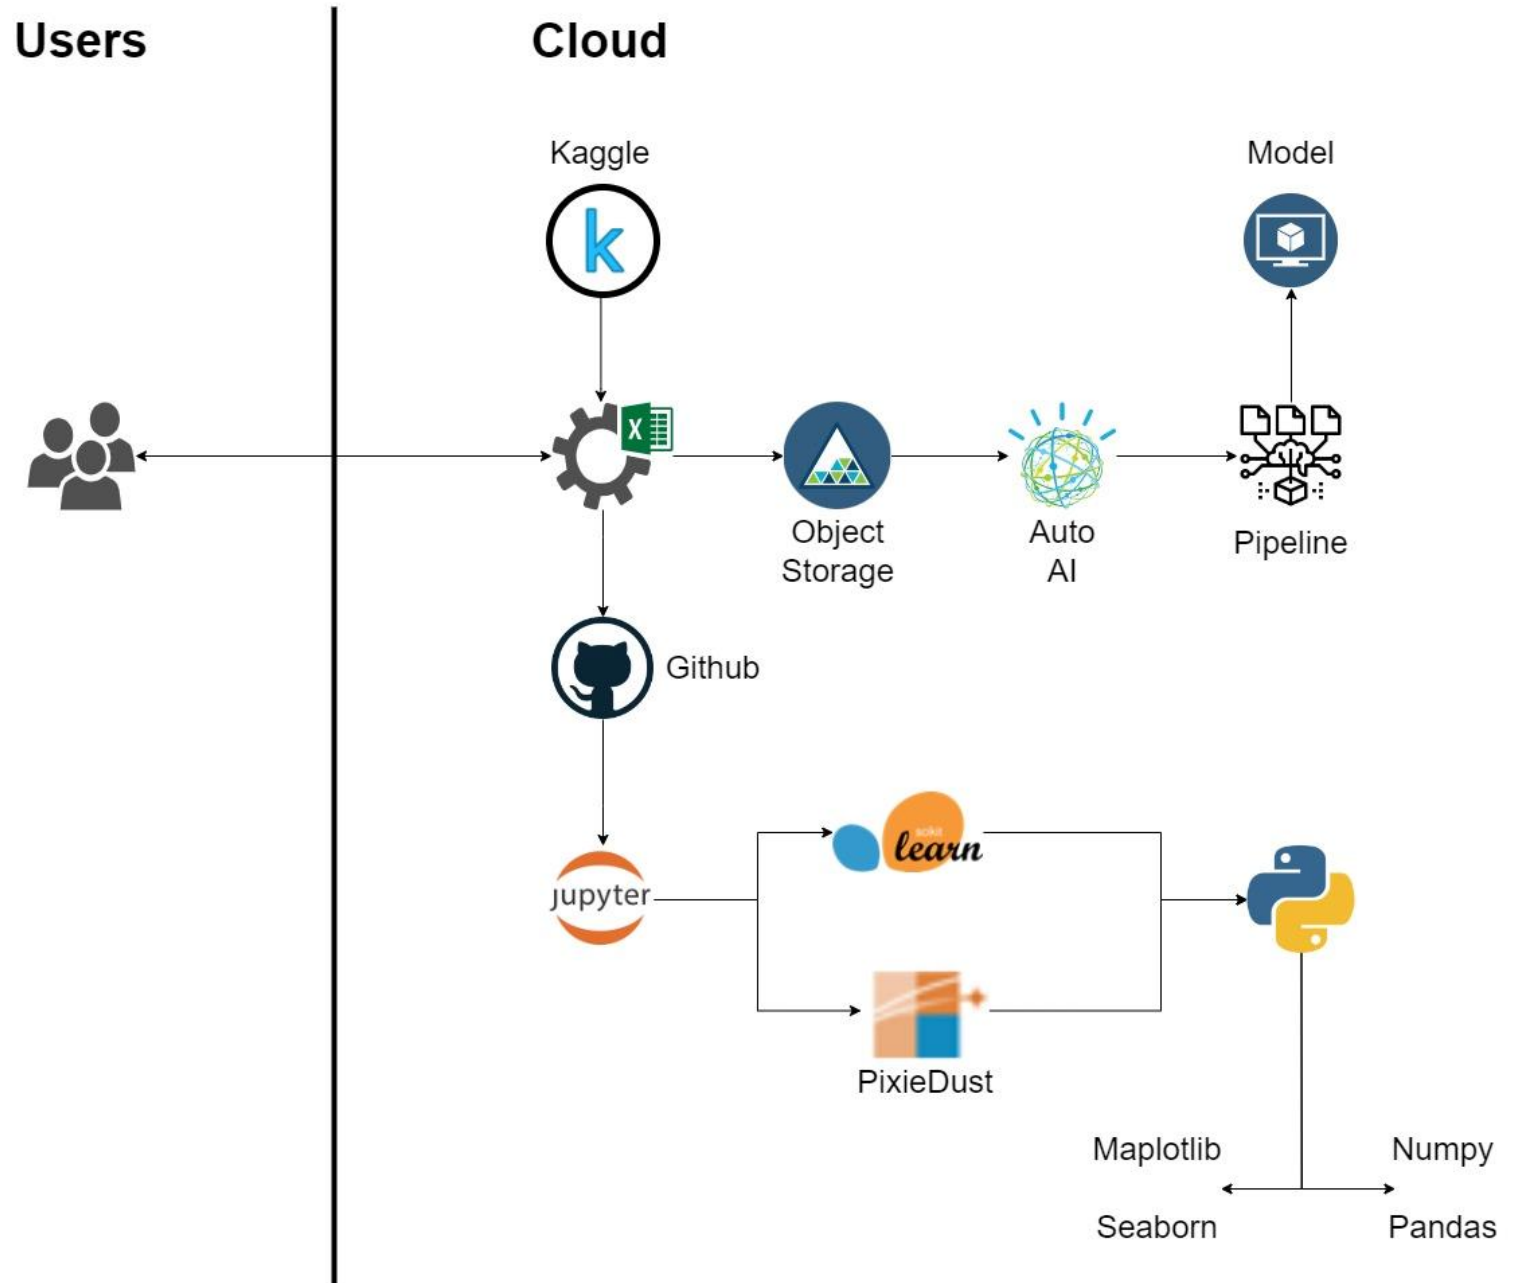 Users
Cloud
Kaggle
k
Model
X
Object
Storage
Auto
AI
Pipeline
Github
scikit
learn
jupyter
PixieDust
Maplotlib
Numpy
Seaborn
Pandas